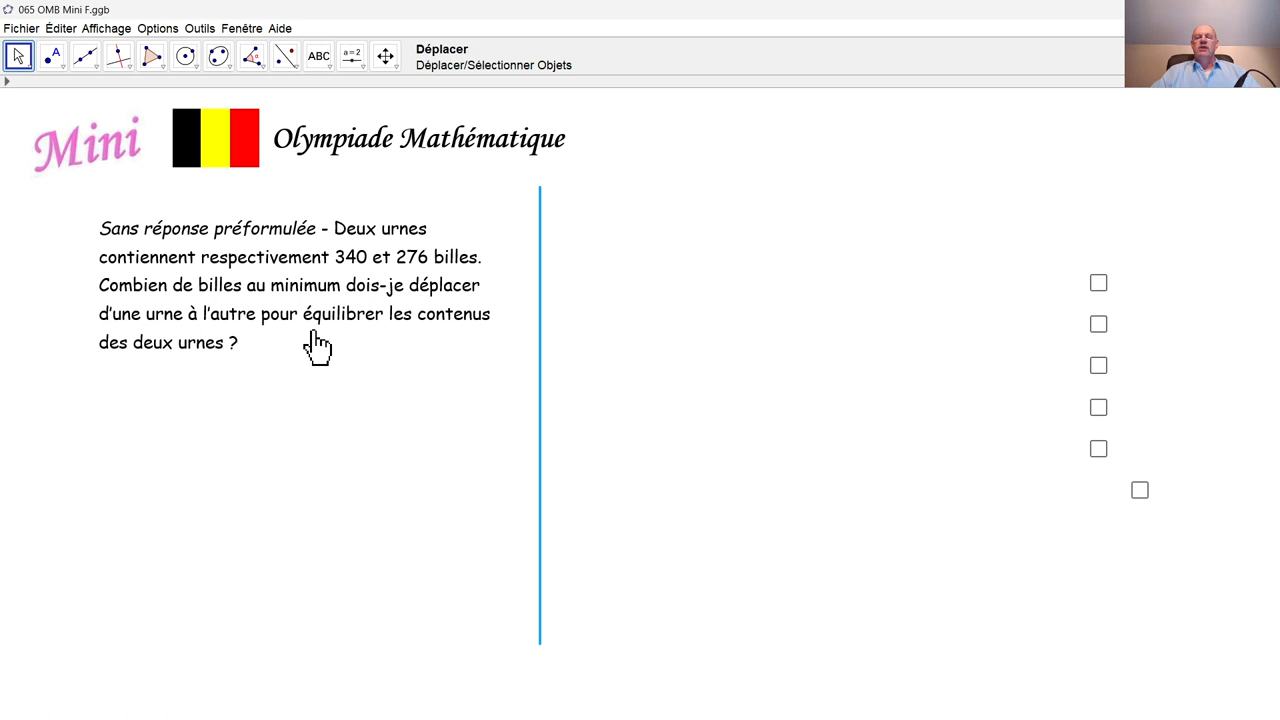 065 OMB Mini F.ggb
Fichier Éditer Affichage Options Outils Fenêtre Aide
A
ABC
a=2
Déplacer
Déplacer/Sélectionner Objets
Mini
Olympiade Mathématique
Sans réponse préformulée - Deux urnes
contiennent respectivement 340 et 276 billes.
Combien de billes au minimum dois-je déplacer
d'une urne à l'autre pour équilibrer les contenus
des deux urnes ?